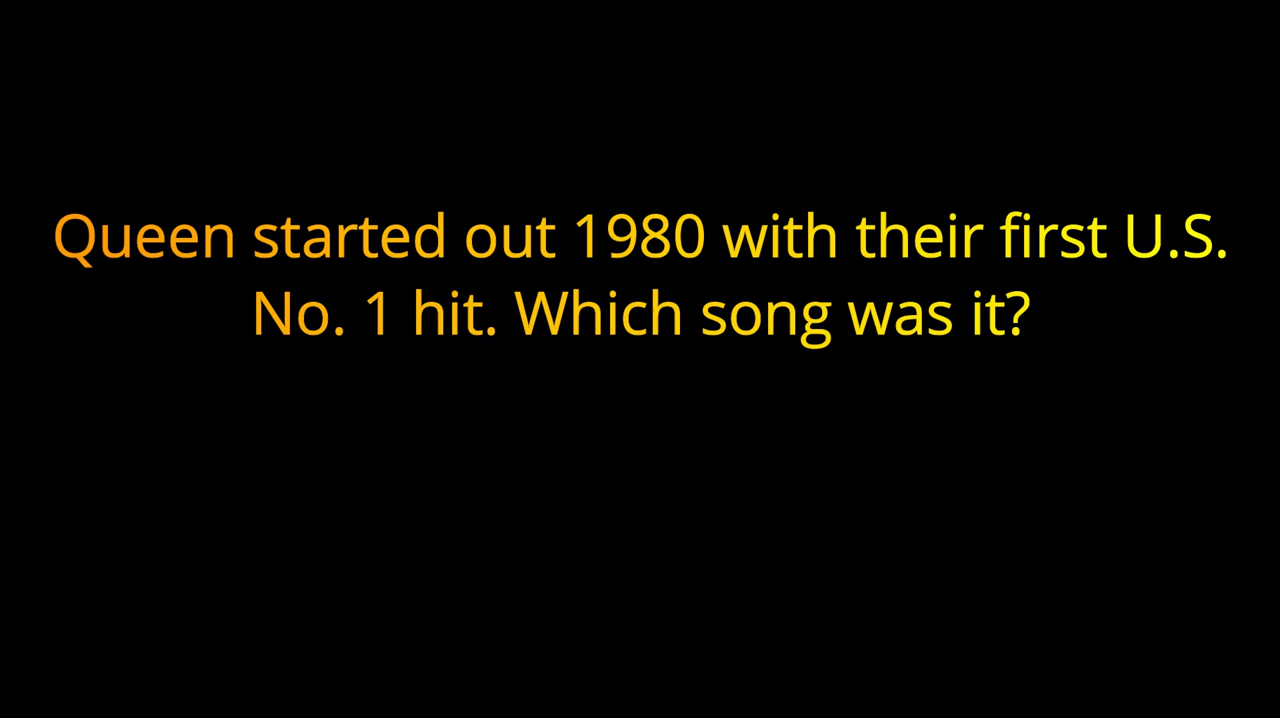 Queen started out 1980 with their first U.S.
No. 1 hit. Which song was it?